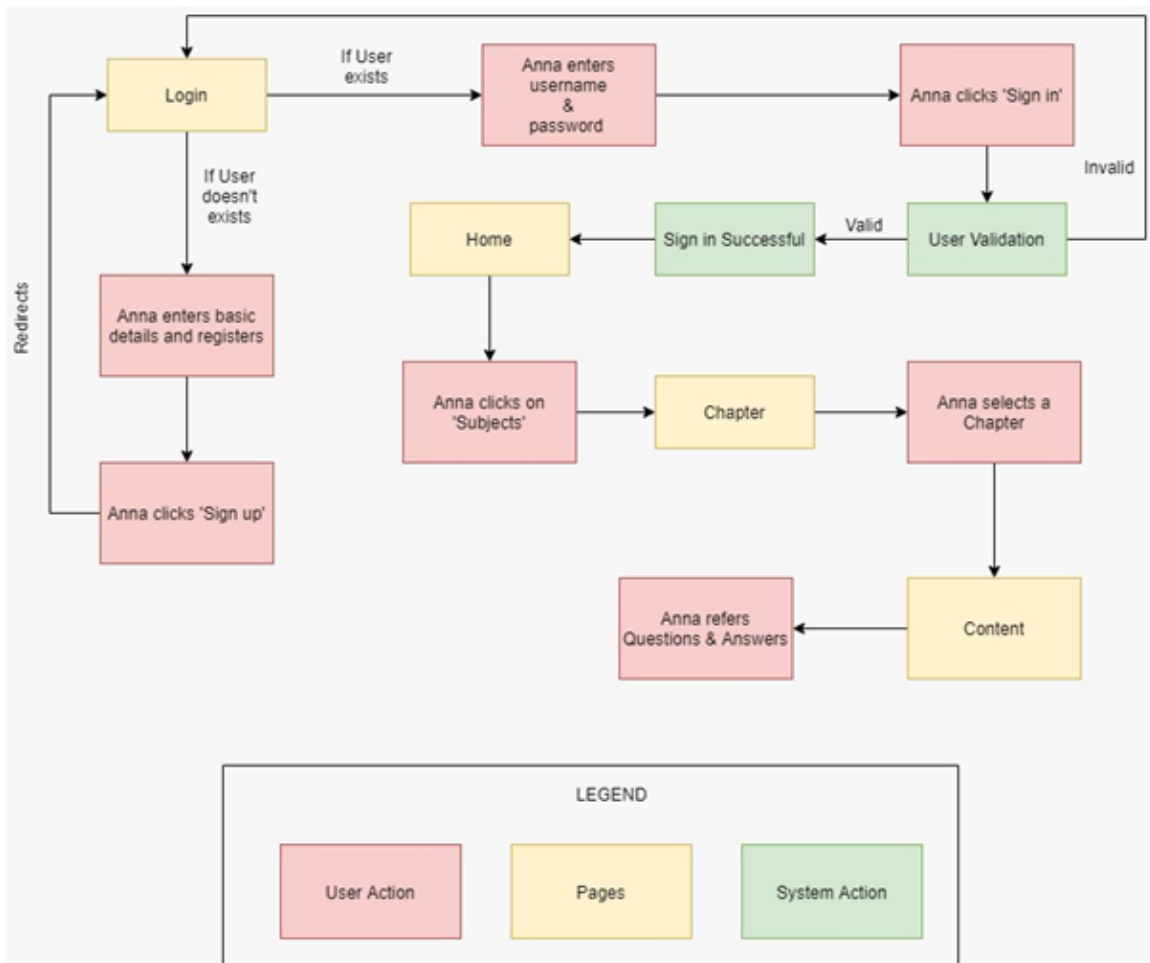 If User
exists
Login
Anna enters
username
&
password
Anna clicks 'Sign in'
Invalid
If User
doesn't
exists
Home
Sign in Successful
Valid
User Validation
Redirects
Anna enters basic
details and registers
Anna clicks on
'Subjects'
Chapter
Anna selects a
Chapter
Anna clicks 'Sign up'
Anna refers
Questions & Answers
Content
LEGEND
User Action
Pages
System Action